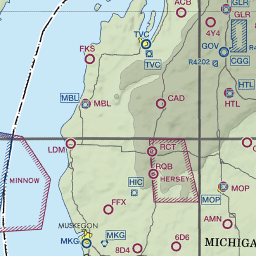 ACB
GLR
GLR
4Y4
TVC
FKS
GOV
TVC
R4202
CGG
HTL
MBL
MBL
CAD
HTL
LDM
RCT
MINNOW
RQB
HERSEY
HIC
MOP
MOP
FFX
MUSKEGON
AMN
MKG
MKG
8D4
6D6
MICHIGA